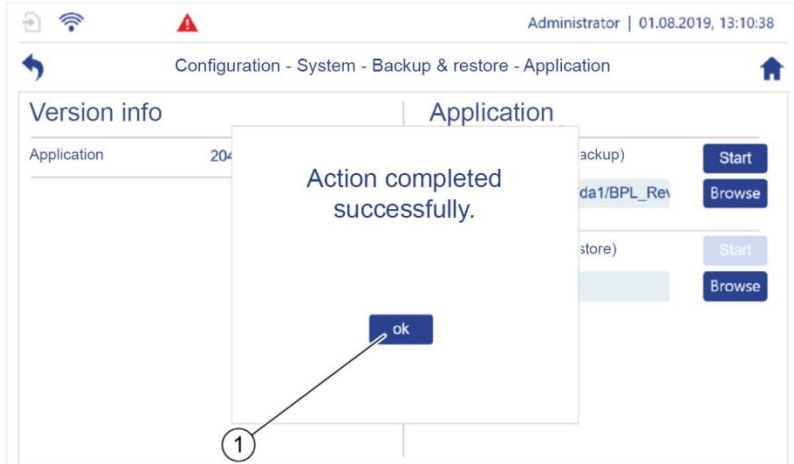 Administrator | 01.08.2019, 13:10:38
Configuration - System - Backup & restore - Application
Version info
Application
Application 204
ackup) Start
da1/BPL_Rev Browse
store) Start
Browse
Action completed
successfully.
ok
1